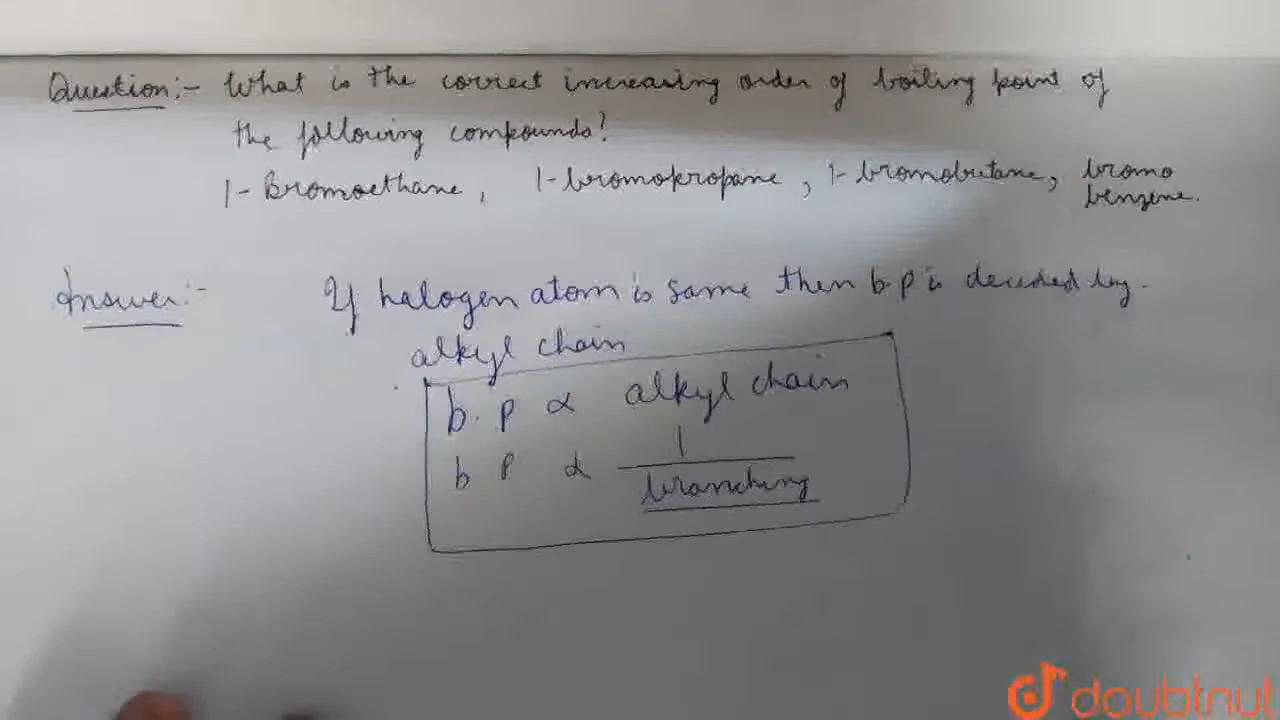 Question:- What is the correct increasing order of boiling point of
the following compounds?
1-Bromoethane, 1-bromopropane, 1-bromobutane, bromo
benzene.
Answer:- If halogen atom is same then b.p is decided by
alkyl chain
b.p ∝ alkyl chain
b p ∝ 1
branching
doubtnut